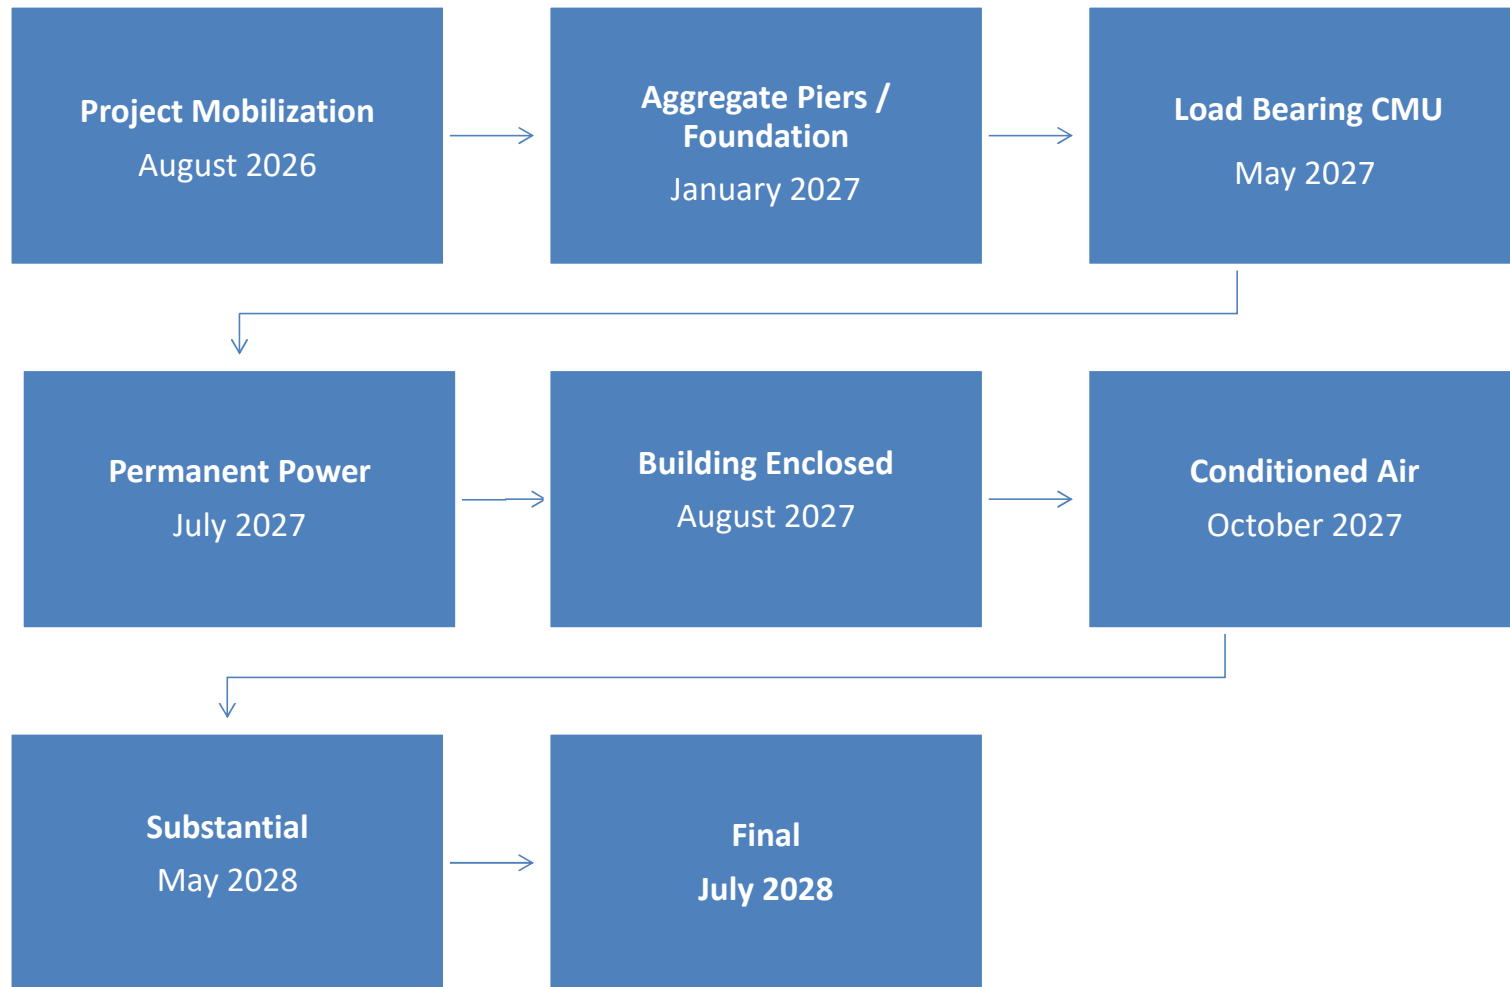 Project Mobilization
August 2026
Aggregate Piers /
Foundation
January 2027
Load Bearing CMU
May 2027
Permanent Power
July 2027
Building Enclosed
August 2027
Conditioned Air
October 2027
Substantial
May 2028
Final
July 2028